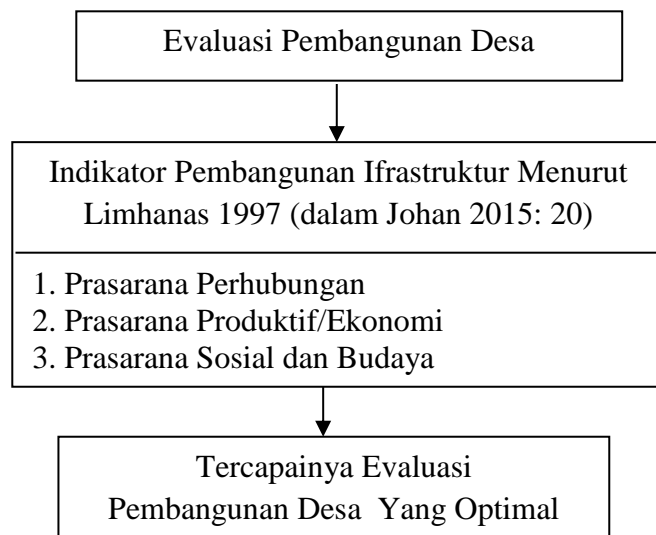 Evaluasi Pembangunan Desa
Indikator Pembangunan Ifrastruktur Menurut
Limhanas 1997 (dalam Johan 2015: 20)
1. Prasarana Perhubungan
2. Prasarana Produktif/Ekonomi
3. Prasarana Sosial dan Budaya
Tercapainya Evaluasi
Pembangunan Desa Yang Optimal